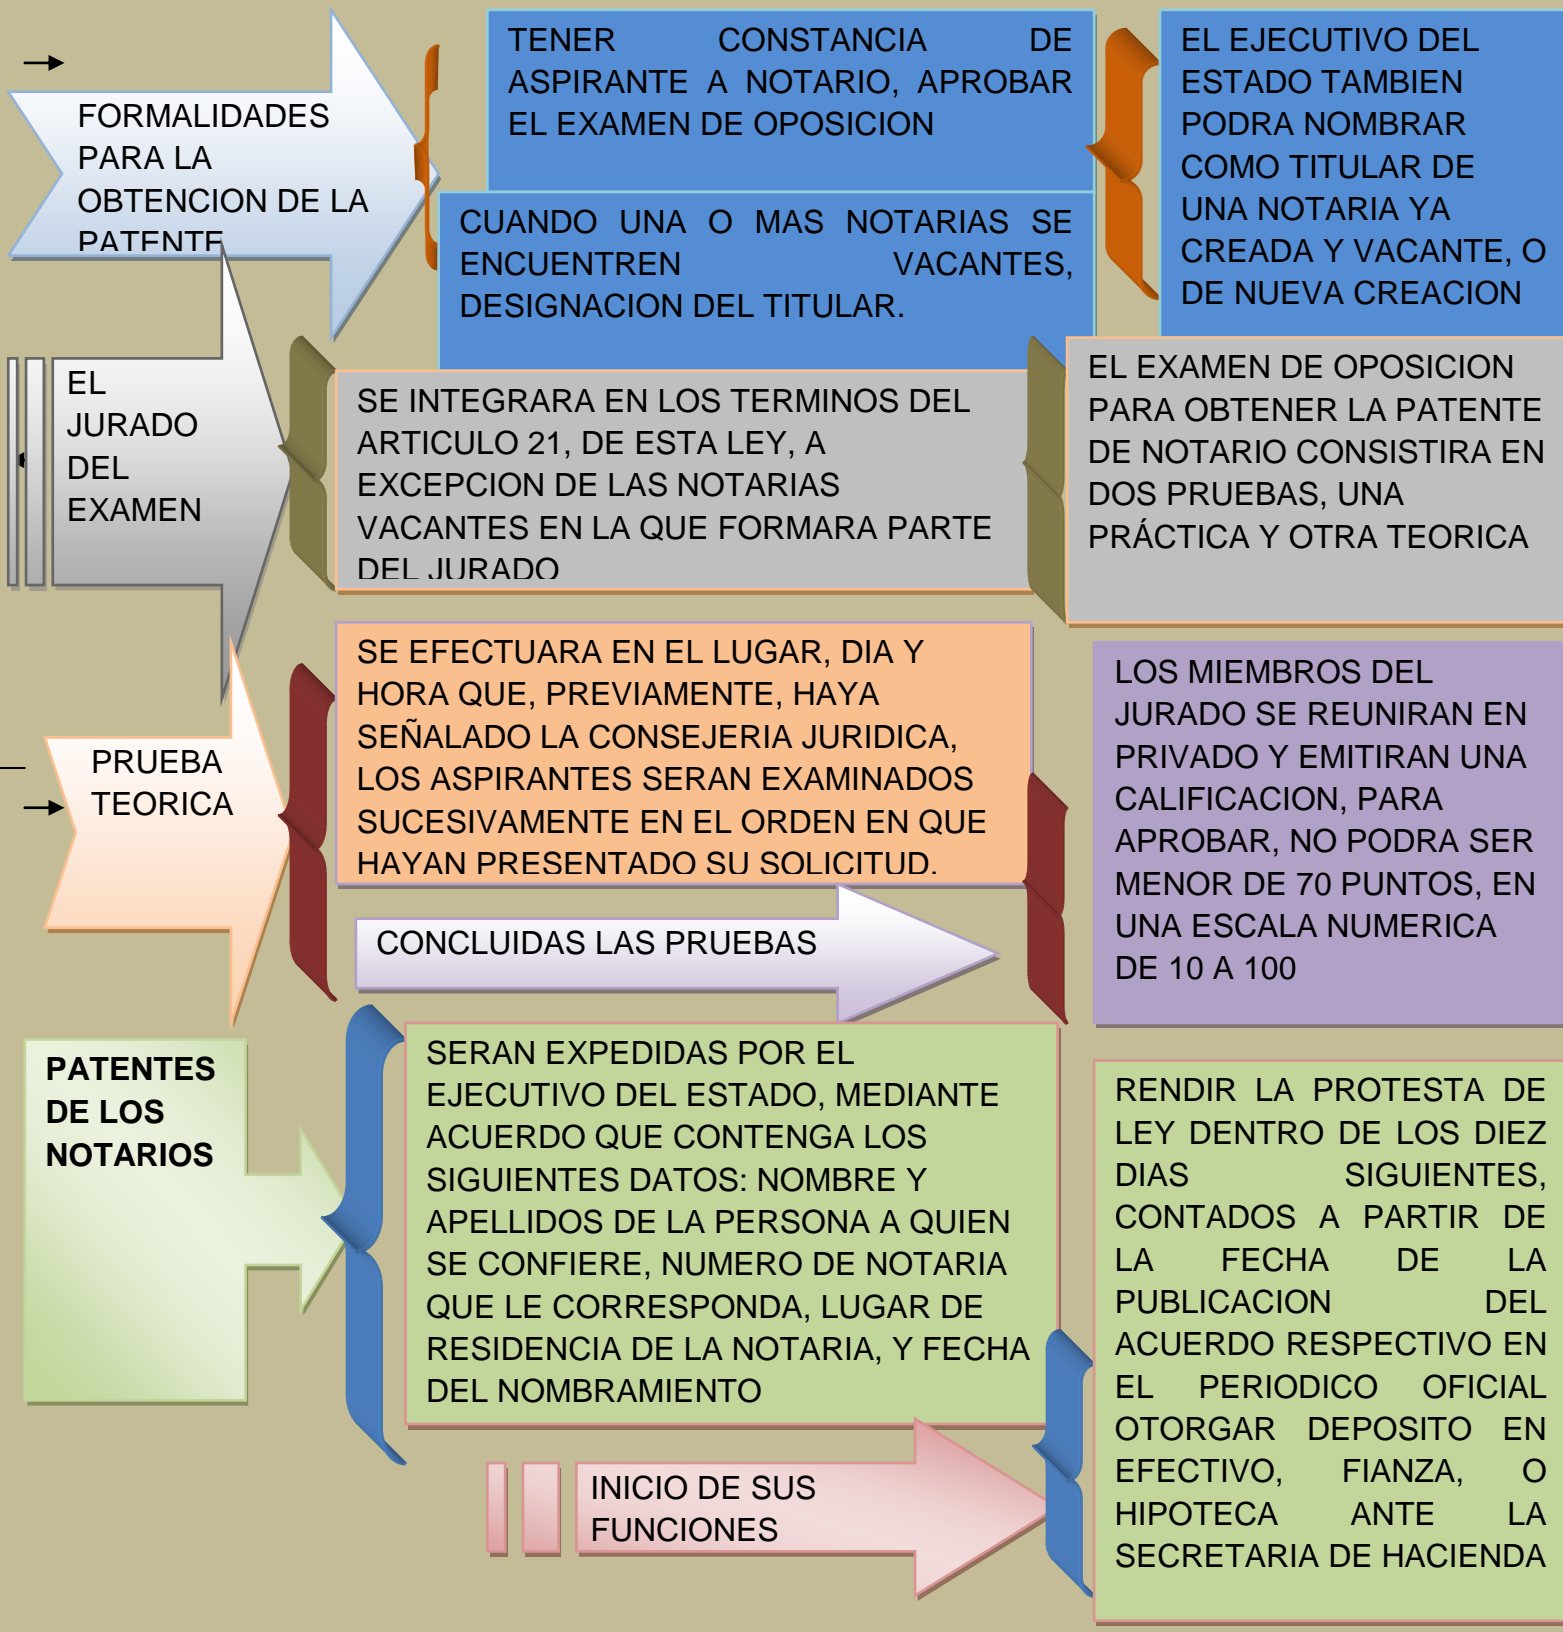 FORMALIDADES
PARA LA
OBTENCION DE LA
PATENTE
TENER CONSTANCIA DE
ASPIRANTE A NOTARIO, APROBAR
EL EXAMEN DE OPOSICION
CUANDO UNA O MAS NOTARIAS SE
ENCUENTREN VACANTES,
DESIGNACION DEL TITULAR.
EL EJECUTIVO DEL
ESTADO TAMBIEN
PODRA NOMBRAR
COMO TITULAR DE
UNA NOTARIA YA
CREADA Y VACANTE, O
DE NUEVA CREACION
EL
JURADO
DEL
EXAMEN
SE INTEGRARA EN LOS TERMINOS DEL
ARTICULO 21, DE ESTA LEY, A
EXCEPCION DE LAS NOTARIAS
VACANTES EN LA QUE FORMARA PARTE
DEL JURADO
EL EXAMEN DE OPOSICION
PARA OBTENER LA PATENTE
DE NOTARIO CONSISTIRA EN
DOS PRUEBAS, UNA
PRÁCTICA Y OTRA TEORICA
PRUEBA
TEORICA
SE EFECTUARA EN EL LUGAR, DIA Y
HORA QUE, PREVIAMENTE, HAYA
SEÑALADO LA CONSEJERIA JURIDICA,
LOS ASPIRANTES SERAN EXAMINADOS
SUCESIVAMENTE EN EL ORDEN EN QUE
HAYAN PRESENTADO SU SOLICITUD.
CONCLUIDAS LAS PRUEBAS
LOS MIEMBROS DEL
JURADO SE REUNIRAN EN
PRIVADO Y EMITIRAN UNA
CALIFICACION, PARA
APROBAR, NO PODRA SER
MENOR DE 70 PUNTOS, EN
UNA ESCALA NUMERICA
DE 10 A 100
PATENTES
DE LOS
NOTARIOS
SERAN EXPEDIDAS POR EL
EJECUTIVO DEL ESTADO, MEDIANTE
ACUERDO QUE CONTENGA LOS
SIGUIENTES DATOS: NOMBRE Y
APELLIDOS DE LA PERSONA A QUIEN
SE CONFIERE, NUMERO DE NOTARIA
QUE LE CORRESPONDA, LUGAR DE
RESIDENCIA DE LA NOTARIA, Y FECHA
DEL NOMBRAMIENTO
INICIO DE SUS
FUNCIONES
RENDIR LA PROTESTA DE
LEY DENTRO DE LOS DIEZ
DIAS SIGUIENTES,
CONTADOS A PARTIR DE
LA FECHA DE LA
PUBLICACION DEL
ACUERDO RESPECTIVO EN
EL PERIODICO OFICIAL
OTORGAR DEPOSITO EN
EFECTIVO, FIANZA, O
HIPOTECA ANTE LA
SECRETARIA DE HACIENDA